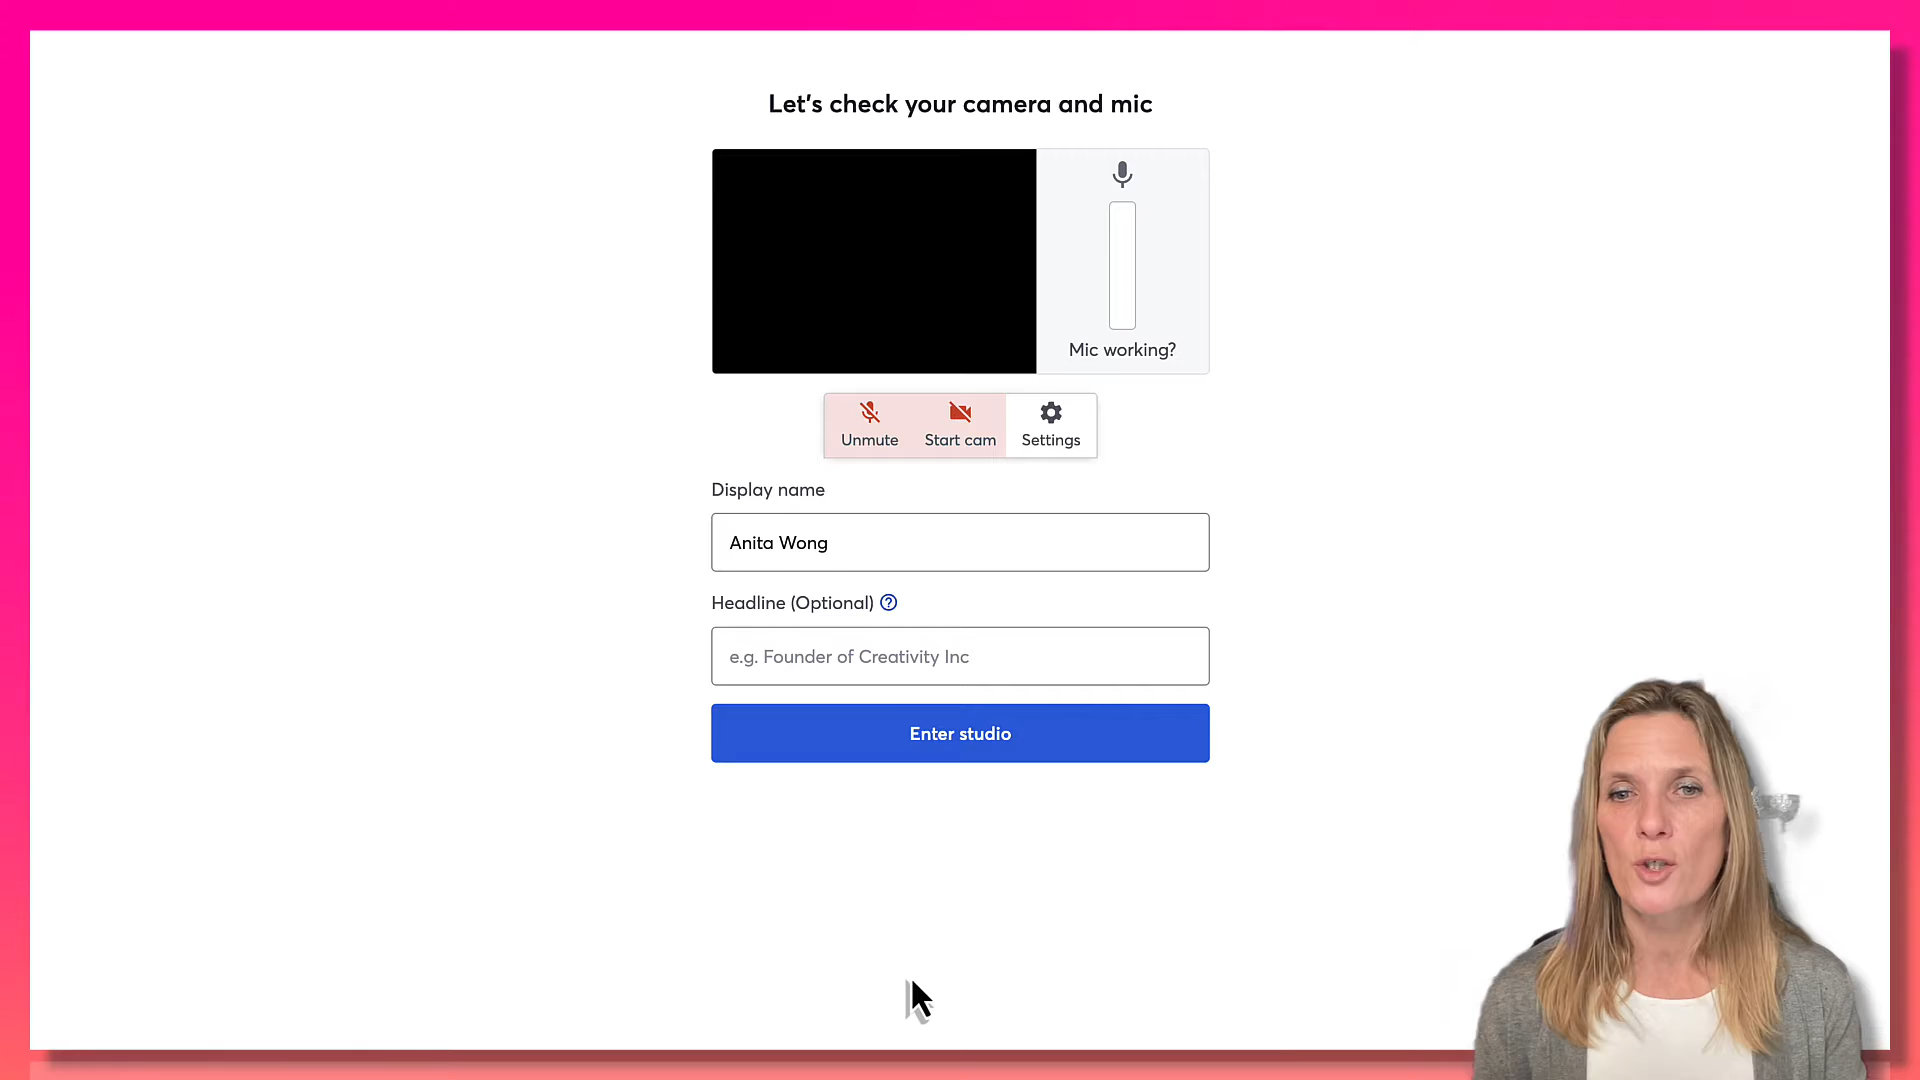 Let's check your camera and mic
Mic working?
Unmute
Start cam
Settings
Display name
Anita Wong
Headline (Optional)
e.g. Founder of Creativity Inc
Enter studio